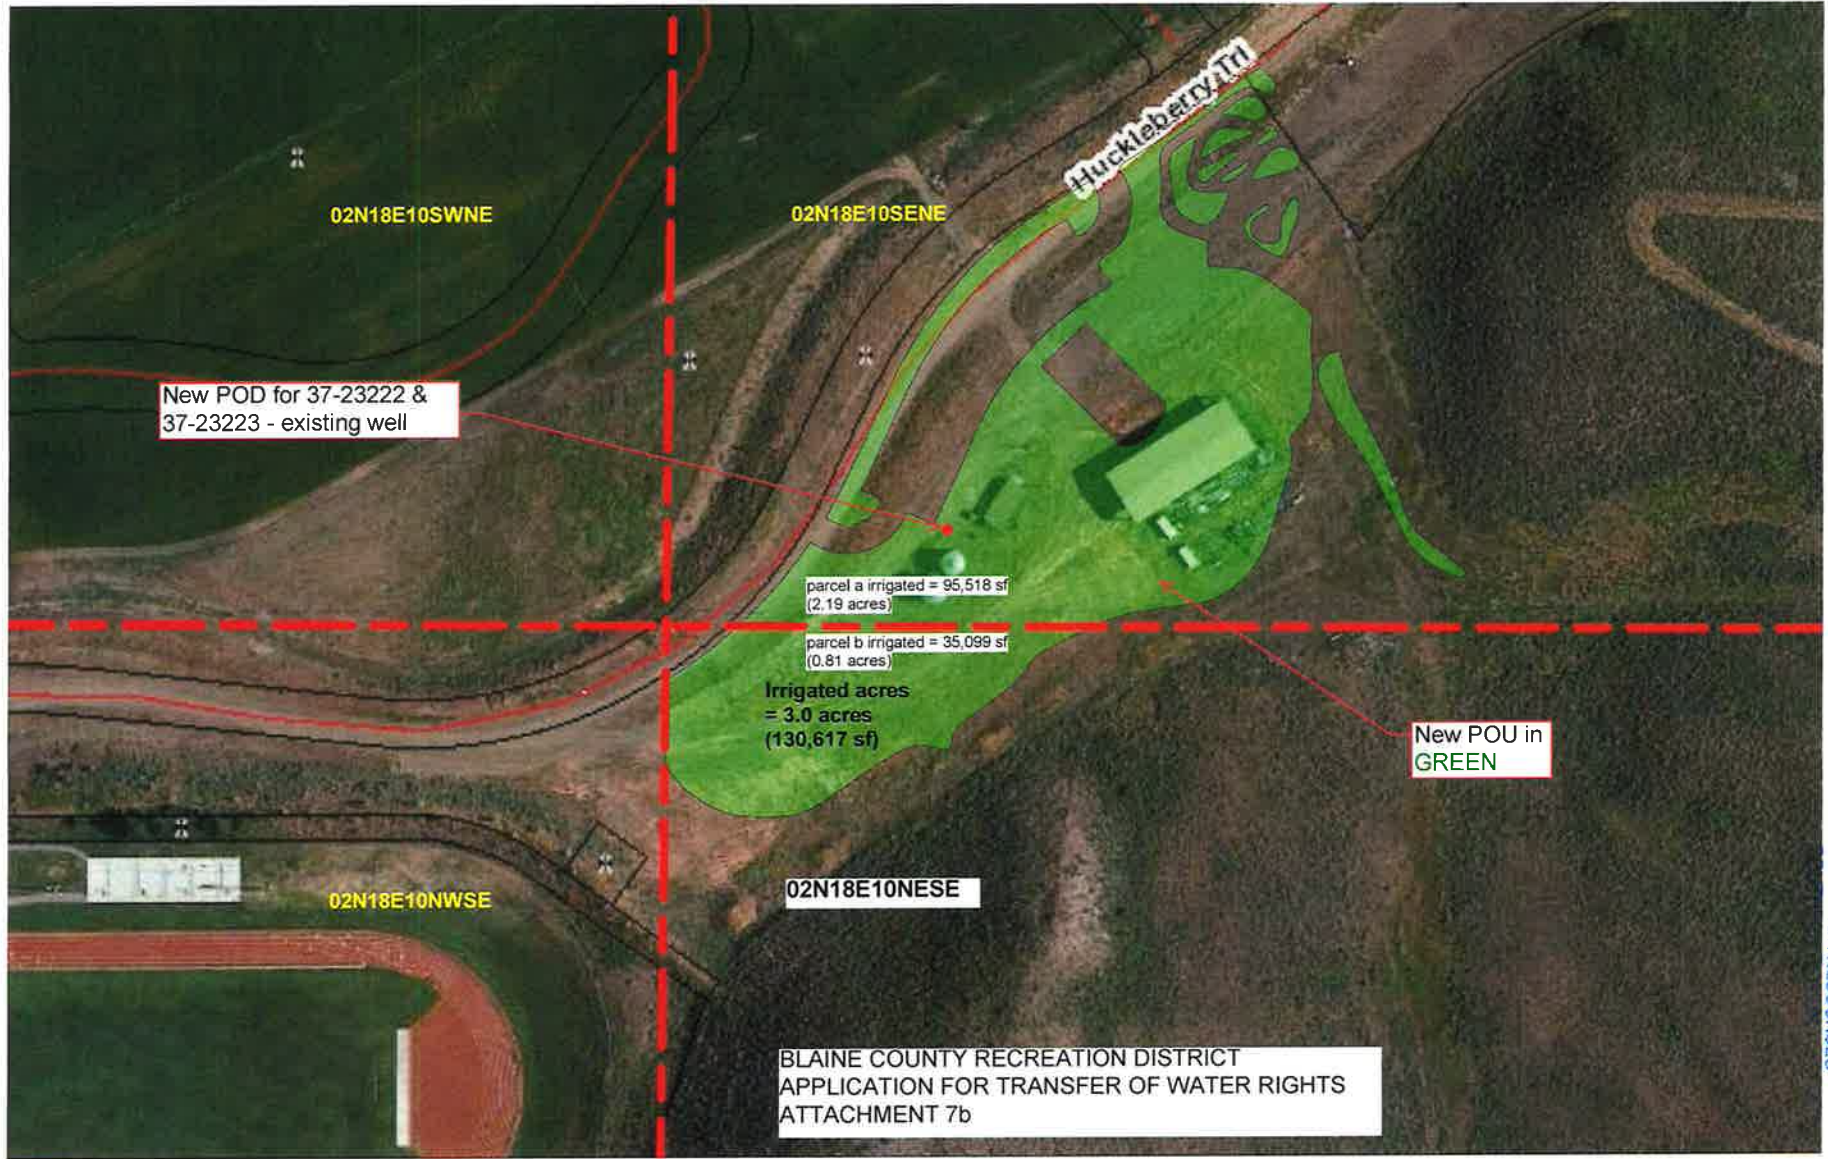 Huckleberry Trl
02N18E10SWNE
02N18E10SENE
New POD for 37-23222 &
37-23223 - existing well
parcel a irrigated = 95,518 sf
(2.19 acres)
parcel b irrigated = 35,099 sf
(0.81 acres)
Irrigated acres
= 3.0 acres
(130,617 sf)
New POU in
GREEN
02N18E10NWSE
02N18E10NESE
BLAINE COUNTY RECREATION DISTRICT
APPLICATION FOR TRANSFER OF WATER RIGHTS
ATTACHMENT 7b